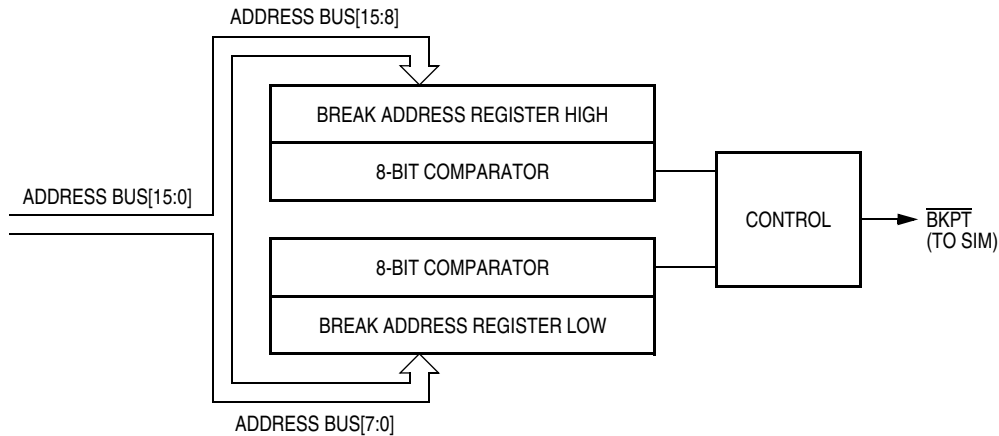 ADDRESS BUS[15:8]
BREAK ADDRESS REGISTER HIGH
8-BIT COMPARATOR
ADDRESS BUS[15:0]
CONTROL
BKPT
(TO SIM)
8-BIT COMPARATOR
BREAK ADDRESS REGISTER LOW
ADDRESS BUS[7:0]